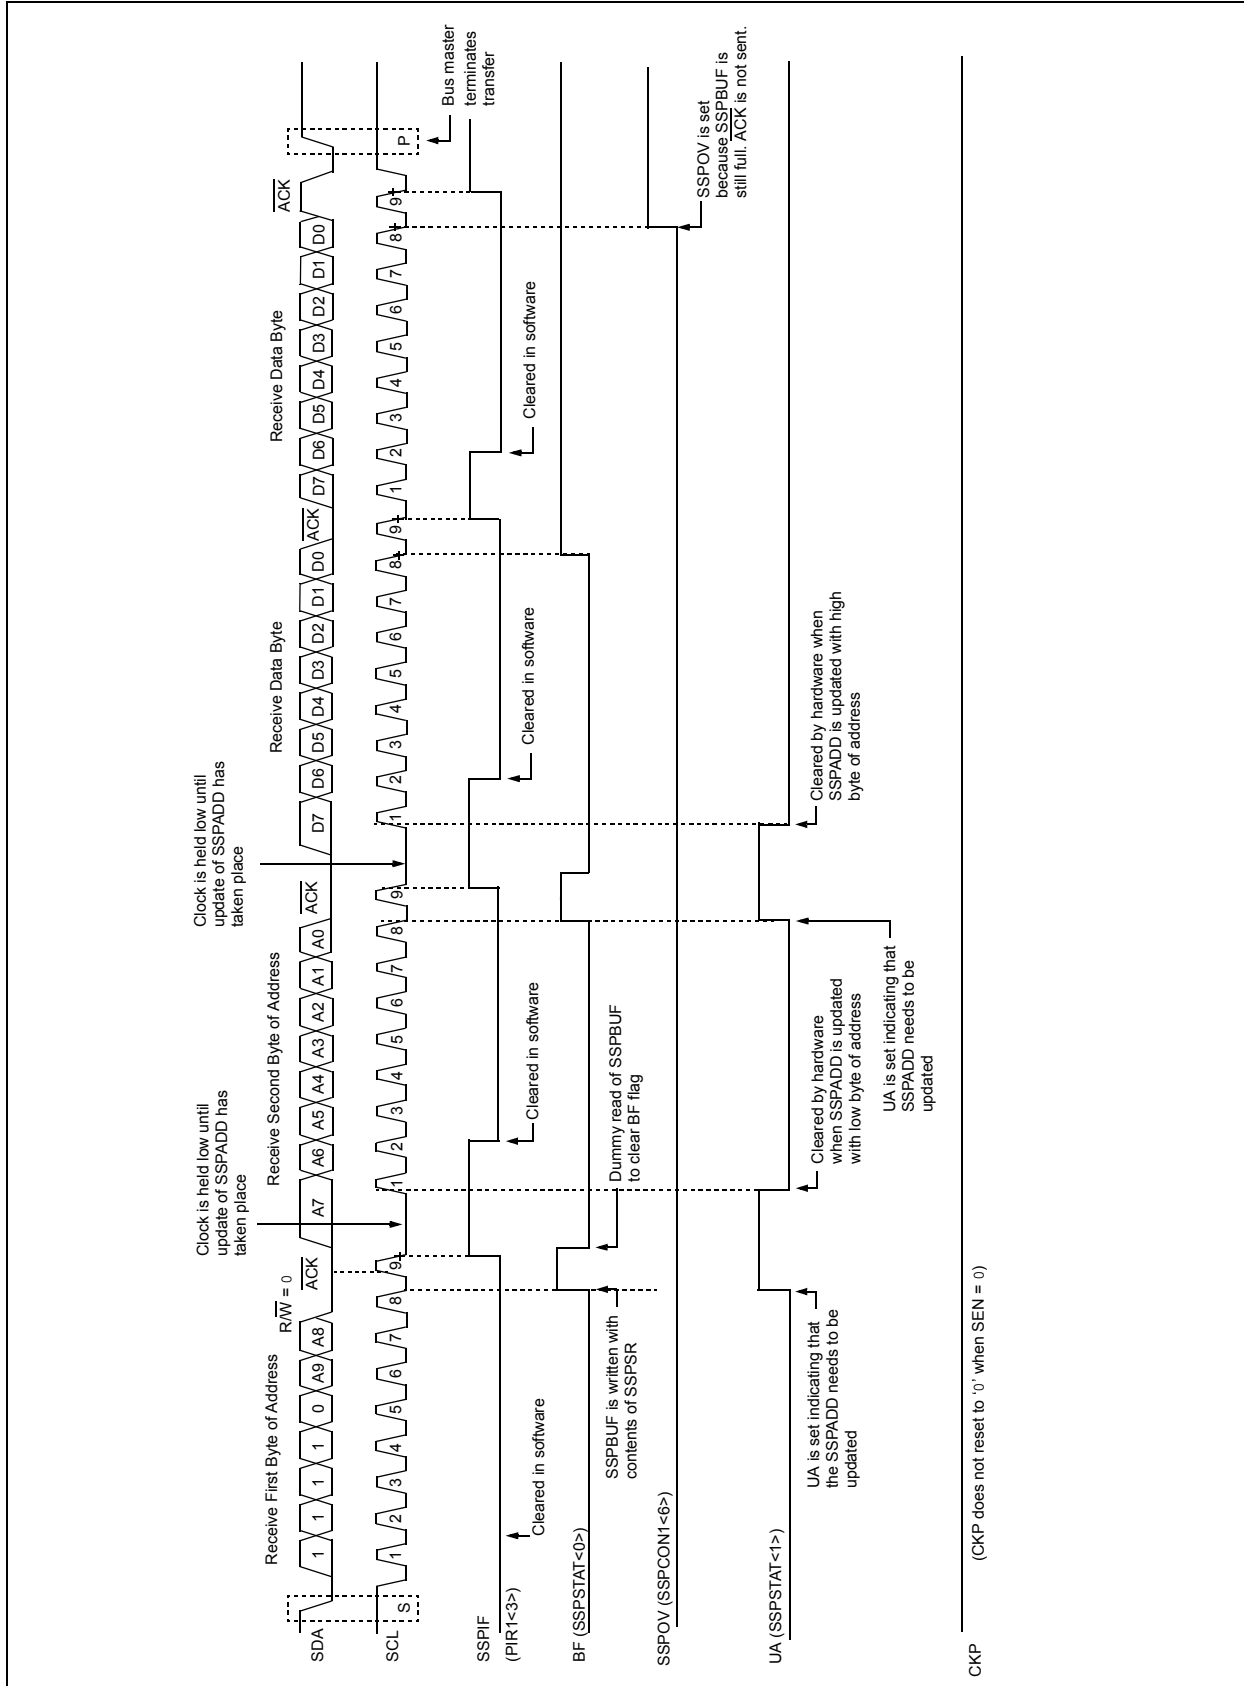 Clock is held low until
update of SSPADD has
taken place
Clock is held low until
update of SSPADD has
taken place
Receive First Byte of Address
R/W = 0
Receive Second Byte of Address
Receive Data Byte
Receive Data Byte
ACK
ACK
ACK
ACK
SDA
1 1 1 1 0 A9 A8
A7 A6 A5 A4 A3 A2 A1 A0
D7 D6 D5 D4 D3 D2 D1 D0
D7 D6 D5 D4 D3 D2 D1 D0
SCL
S
1 2 3 4 5 6 7 8 9
1 2 3 4 5 6 7 8 9
1 2 3 4 5 6 7 8 9
1 2 3 4 5 6 7 8 9
P
Bus master
terminates
transfer
SSPIF
(PIR1<3>)
Cleared in software
Cleared in software
Cleared in software
Cleared in software
BF (SSPSTAT<0>)
SSPBUF is written with
contents of SSPSR
Dummy read of SSPBUF
to clear BF flag
SSPOV (SSPCON1<6>)
SSPOV is set
because SSPBUF is
still full. ACK is not sent.
UA (SSPSTAT<1>)
UA is set indicating that
the SSPADD needs to be
updated
Cleared by hardware
when SSPADD is updated
with low byte of address
UA is set indicating that
SSPADD needs to be
updated
Cleared by hardware when
SSPADD is updated with high
byte of address
CKP
(CKP does not reset to ‘0’ when SEN = 0)